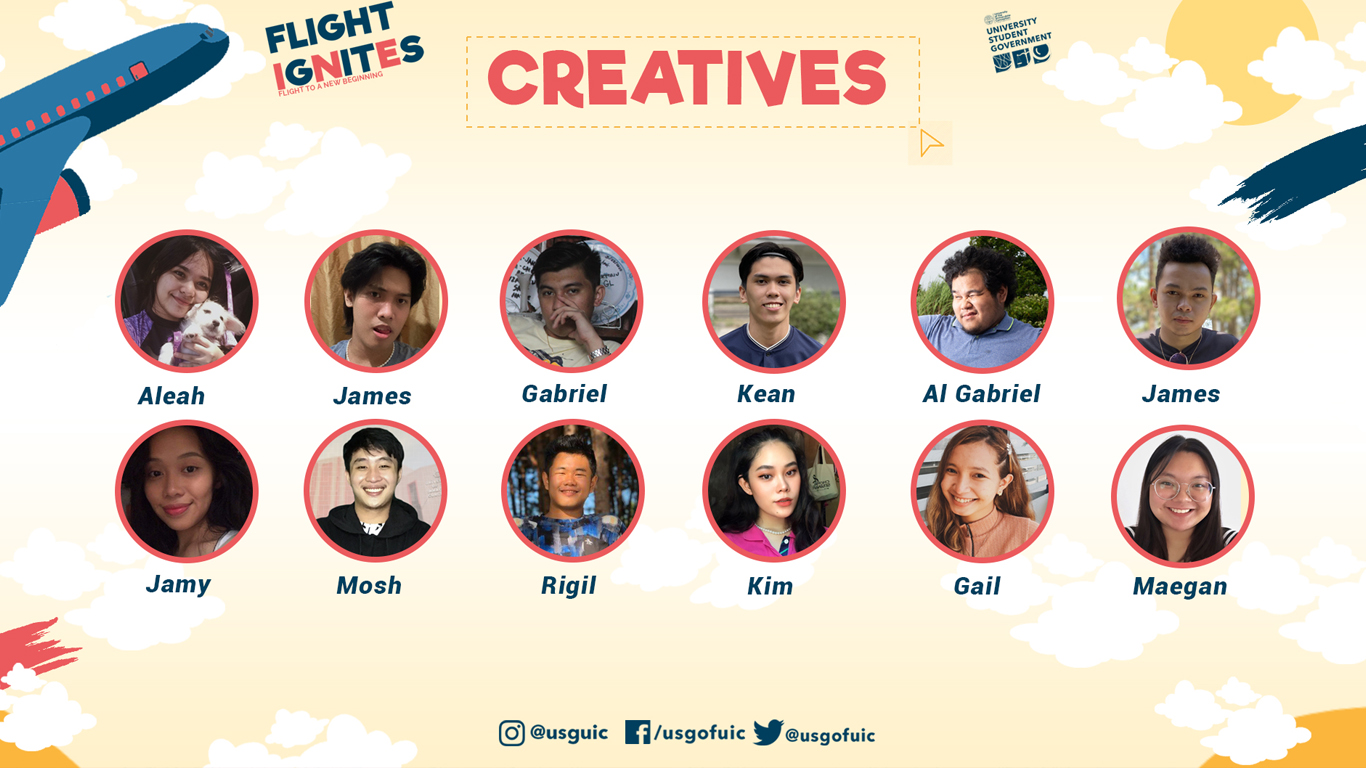 FLIGHT
IGNITES
FLIGHT TO A NEW BEGINNING
CREATIVES
UNIVERSITY
STUDENT
GOVERNMENT
Aleah
James
Gabriel
Kean
Al Gabriel
James
Jamy
Mosh
Rigil
Kim
Gail
Maegan
@usguic
/usgofuic
@usgofuic